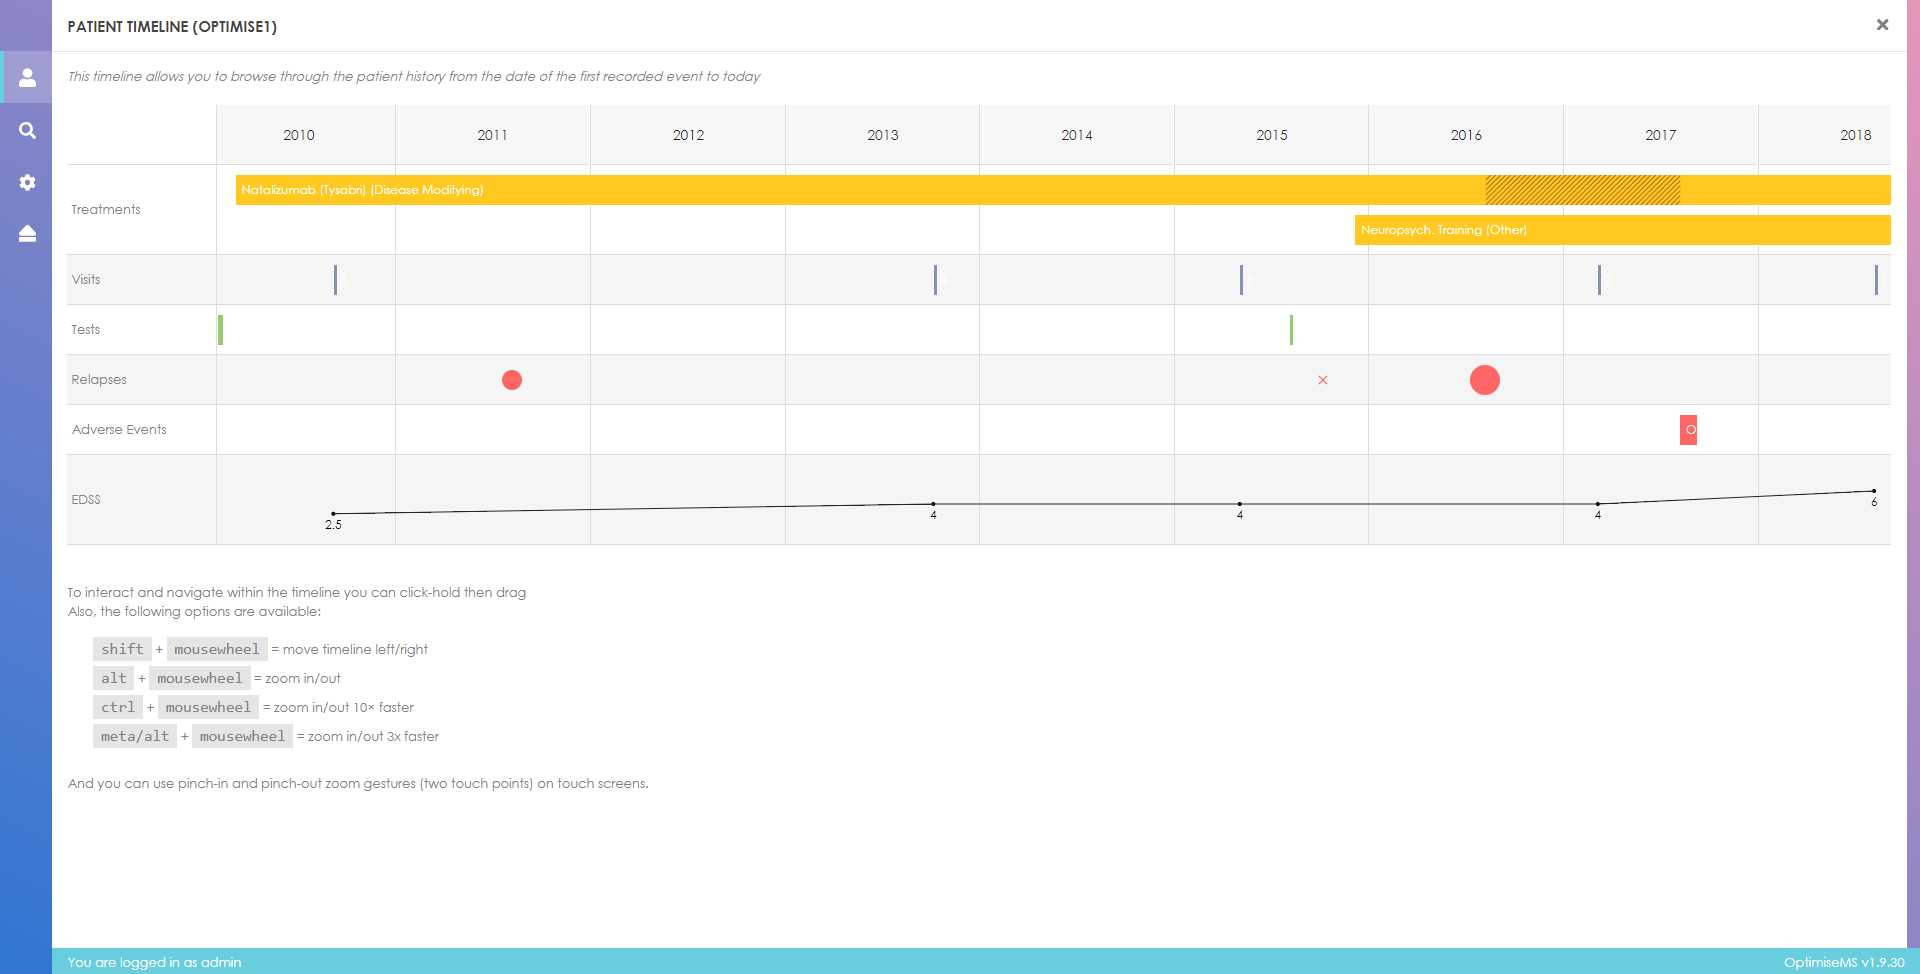 PATIENT TIMELINE (OPTIMISE1)
This timeline allows you to browse through the patient history from the date of the first recorded event to today
2010 2011 2012 2013 2014 2015 2016 2017 2018
Natalizumab (Tysabri) (Disease Modifying)
Treatments
Neuropsych. Training (Other)
Visits
Tests
Relapses
Adverse Events O
EDSS
2.5 4 4 4 6
To interact and navigate within the timeline you can click-hold then drag
Also, the following options are available:
shift + mousewheel = move timeline left/right
alt + mousewheel = zoom in/out
ctrl + mousewheel = zoom in/out 10× faster
meta/alt + mousewheel = zoom in/out 3x faster
And you can use pinch-in and pinch-out zoom gestures (two touch points) on touch screens.
You are logged in as admin OptimiseMS v1.9.30